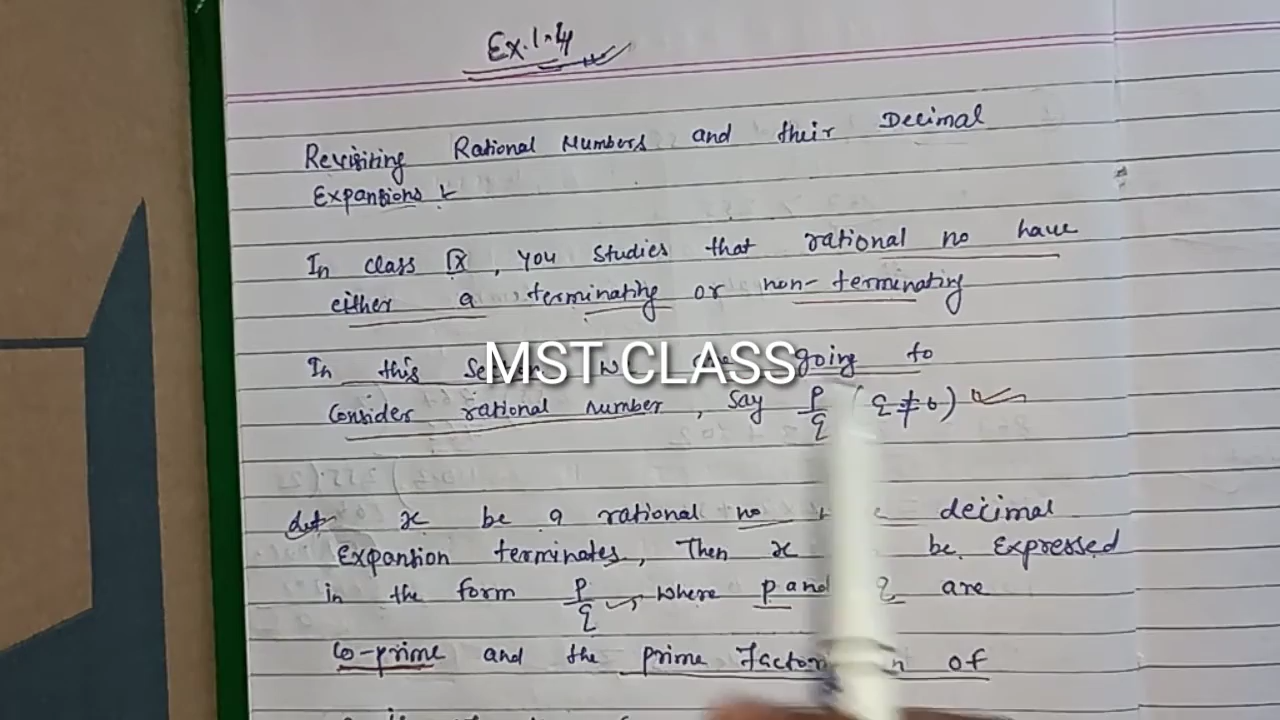 Ex.1.4
Revisiting Rational Numbers and their Decimal
Expansions
In class IX, you studies that rational no have
either a terminating or non-terminating
In this going to
MST CLASS
Consider rational number, say p/q (q≠0)
Let x be a rational no decimal
Expansion terminates, Then x be Expressed
in the form p/q where p and q are
Co-prime and the prime of